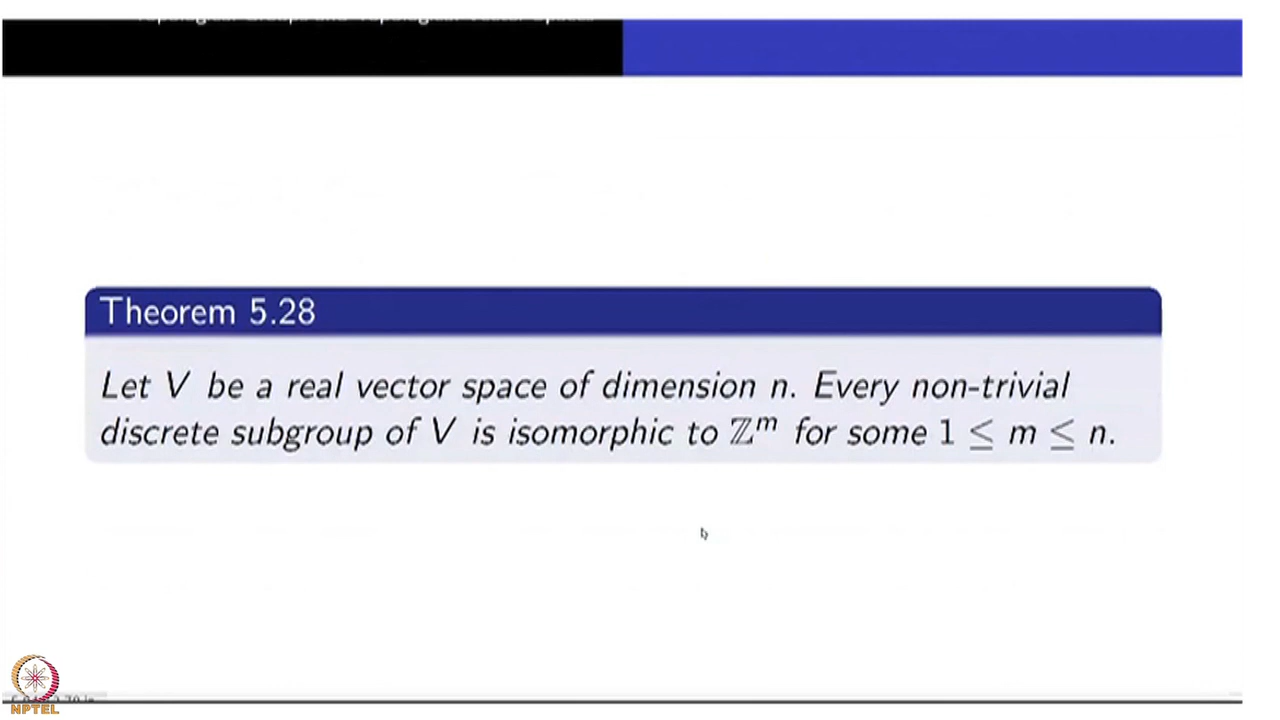 Theorem 5.28
Let V be a real vector space of dimension n. Every non-trivial
discrete subgroup of V is isomorphic to ℤᵐ for some 1 ≤ m ≤ n.
NPTEL